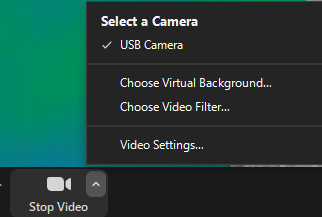 Select a Camera
USB Camera
Choose Virtual Background...
Choose Video Filter...
Video Settings...
Stop Video